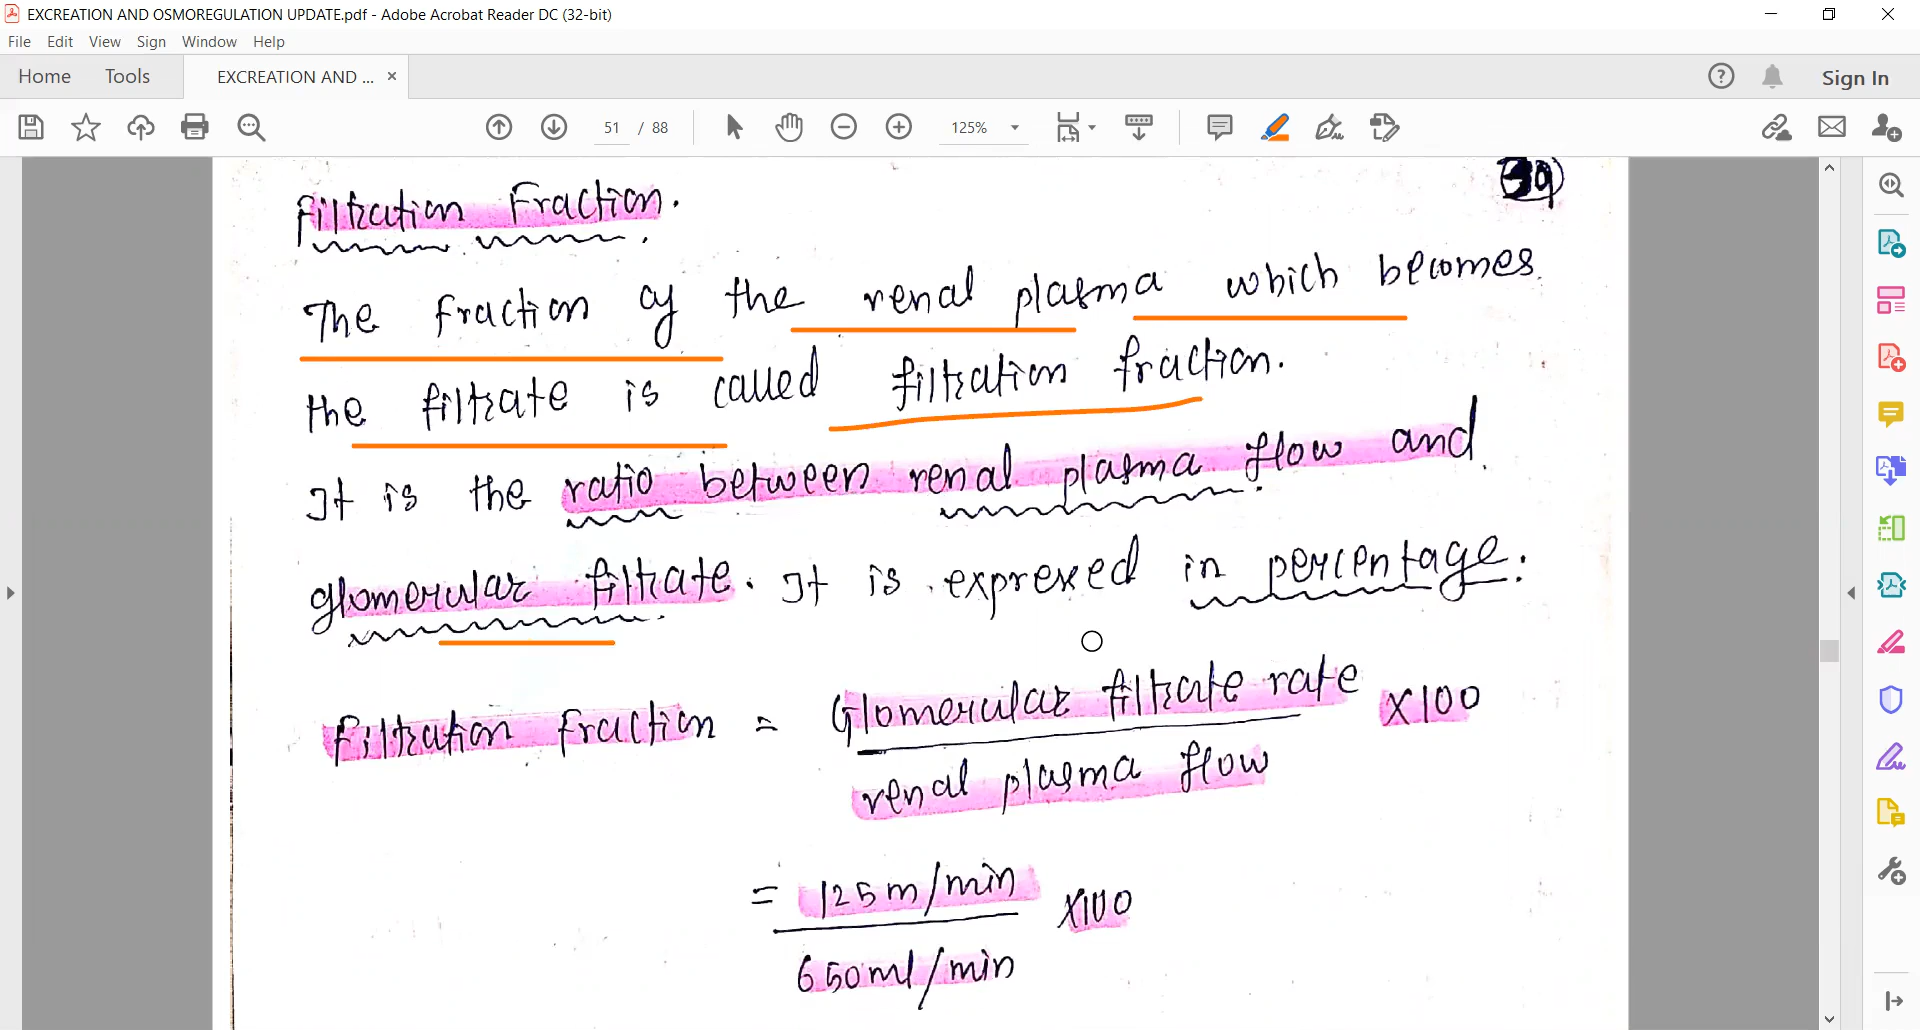 EXCREATION AND OSMOREGULATION UPDATE.pdf - Adobe Acrobat Reader DC (32-bit)
File Edit View Sign Window Help
Home Tools EXCREATION AND ... × Sign In
51 / 88 125%
39
Filtration Fraction.
The fraction of the renal plasma which becomes
the filtrate is called filtration fraction.
It is the ratio between renal plasma flow and
glomerular filtrate. It is expressed in percentage.
Filtration fraction = Glomerular filtrate rate X100
renal plasma flow
= 125m/min X100
650ml/min